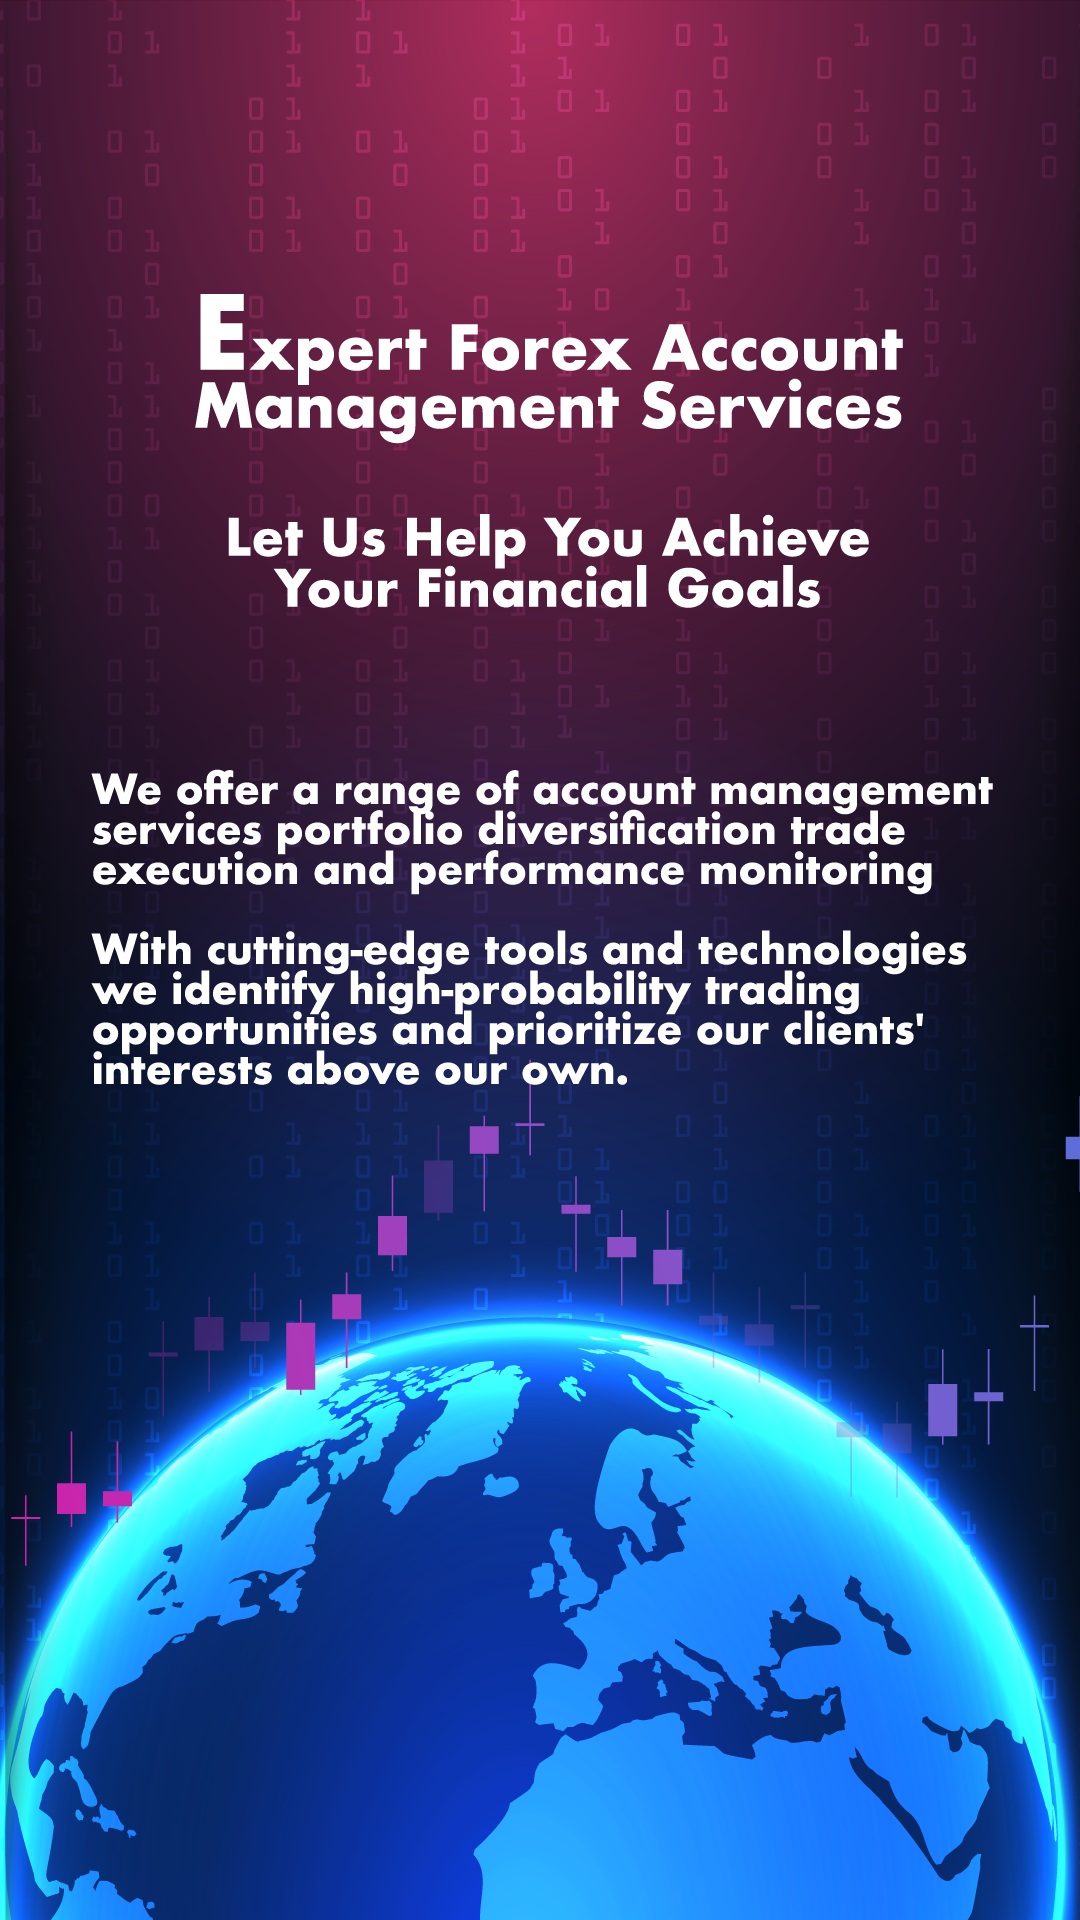 Expert Forex Account
Management Services
Let Us Help You Achieve
Your Financial Goals
We offer a range of account management
services portfolio diversification trade
execution and performance monitoring
With cutting-edge tools and technologies
we identify high-probability trading
opportunities and prioritize our clients'
interests above our own.